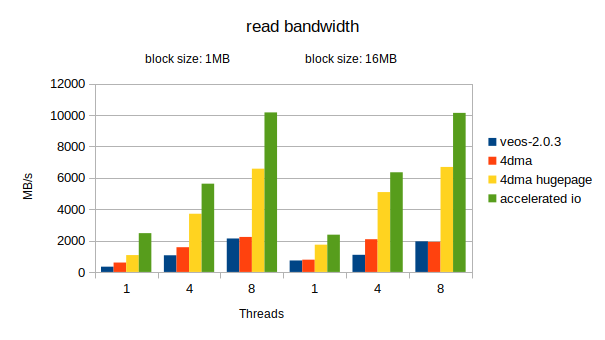 read bandwidth
block size: 1MB block size: 16MB
12000
10000
8000
6000
4000
2000
0
MB/s
1 4 8 1 4 8
Threads
veos-2.0.3
4dma
4dma hugepage
accelerated io